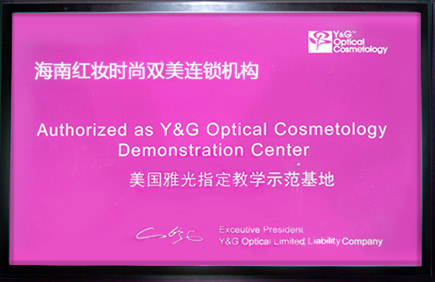 Y&G™
Optical
Cosmetology
海南红妆时尚双美连锁机构
Authorized as Y&G Optical Cosmetology
Demonstration Center
美国雅光指定教学示范基地
Excecutive President
Y&G Optical Limited Liability Company